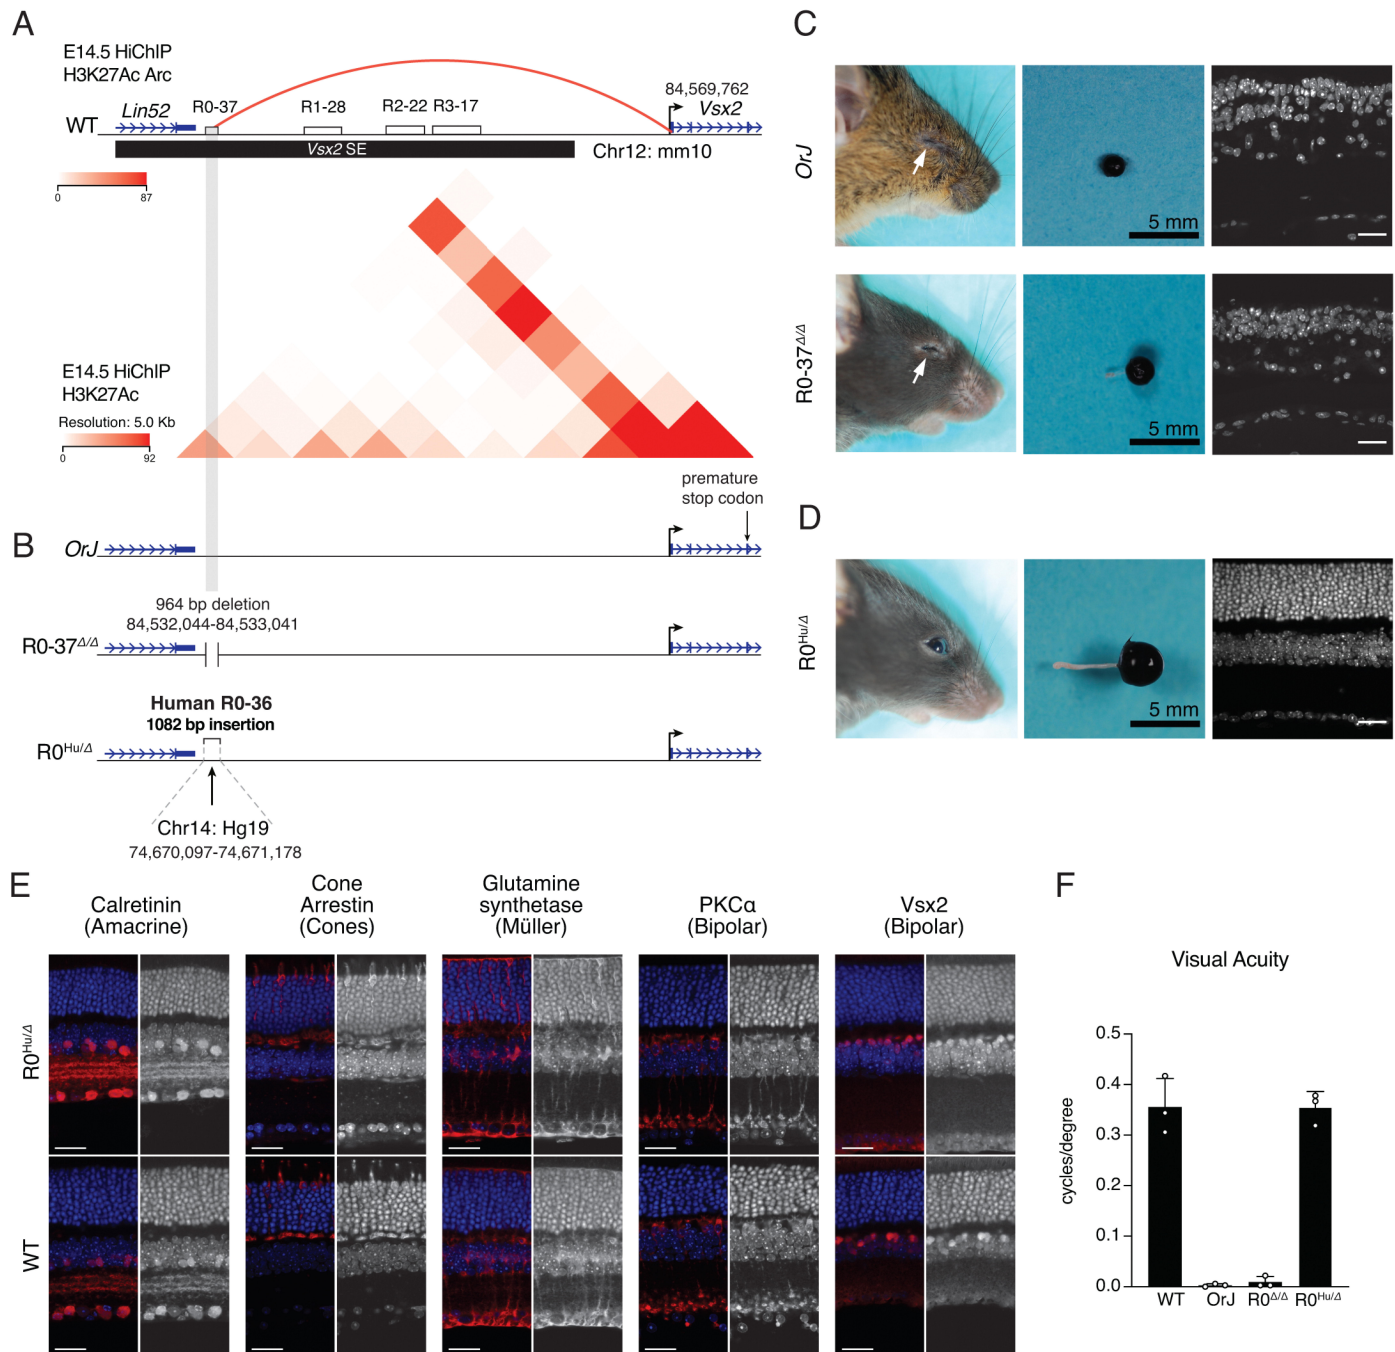 A
E14.5 HiChIP
H3K27Ac Arc
Lin52
R0-37
R1-28
R2-22
R3-17
84,569,762
Vsx2
WT
Vsx2 SE
Chr12: mm10
0
87
E14.5 HiChIP
H3K27Ac
Resolution: 5.0 Kb
0
92
B
premature
stop codon
OrJ
964 bp deletion
84,532,044-84,533,041
R0-37Δ/Δ
Human R0-36
1082 bp insertion
R0Hu/Δ
Chr14: Hg19
74,670,097-74,671,178
C
OrJ
5 mm
R0-37Δ/Δ
5 mm
D
R0Hu/Δ
5 mm
E
Calretinin
(Amacrine)
Cone
Arrestin
(Cones)
Glutamine
synthetase
(Müller)
PKCα
(Bipolar)
Vsx2
(Bipolar)
R0Hu/Δ
WT
F
Visual Acuity
cycles/degree
0.5
0.4
0.3
0.2
0.1
0.0
WT
OrJ
R0Δ/Δ
R0Hu/Δ